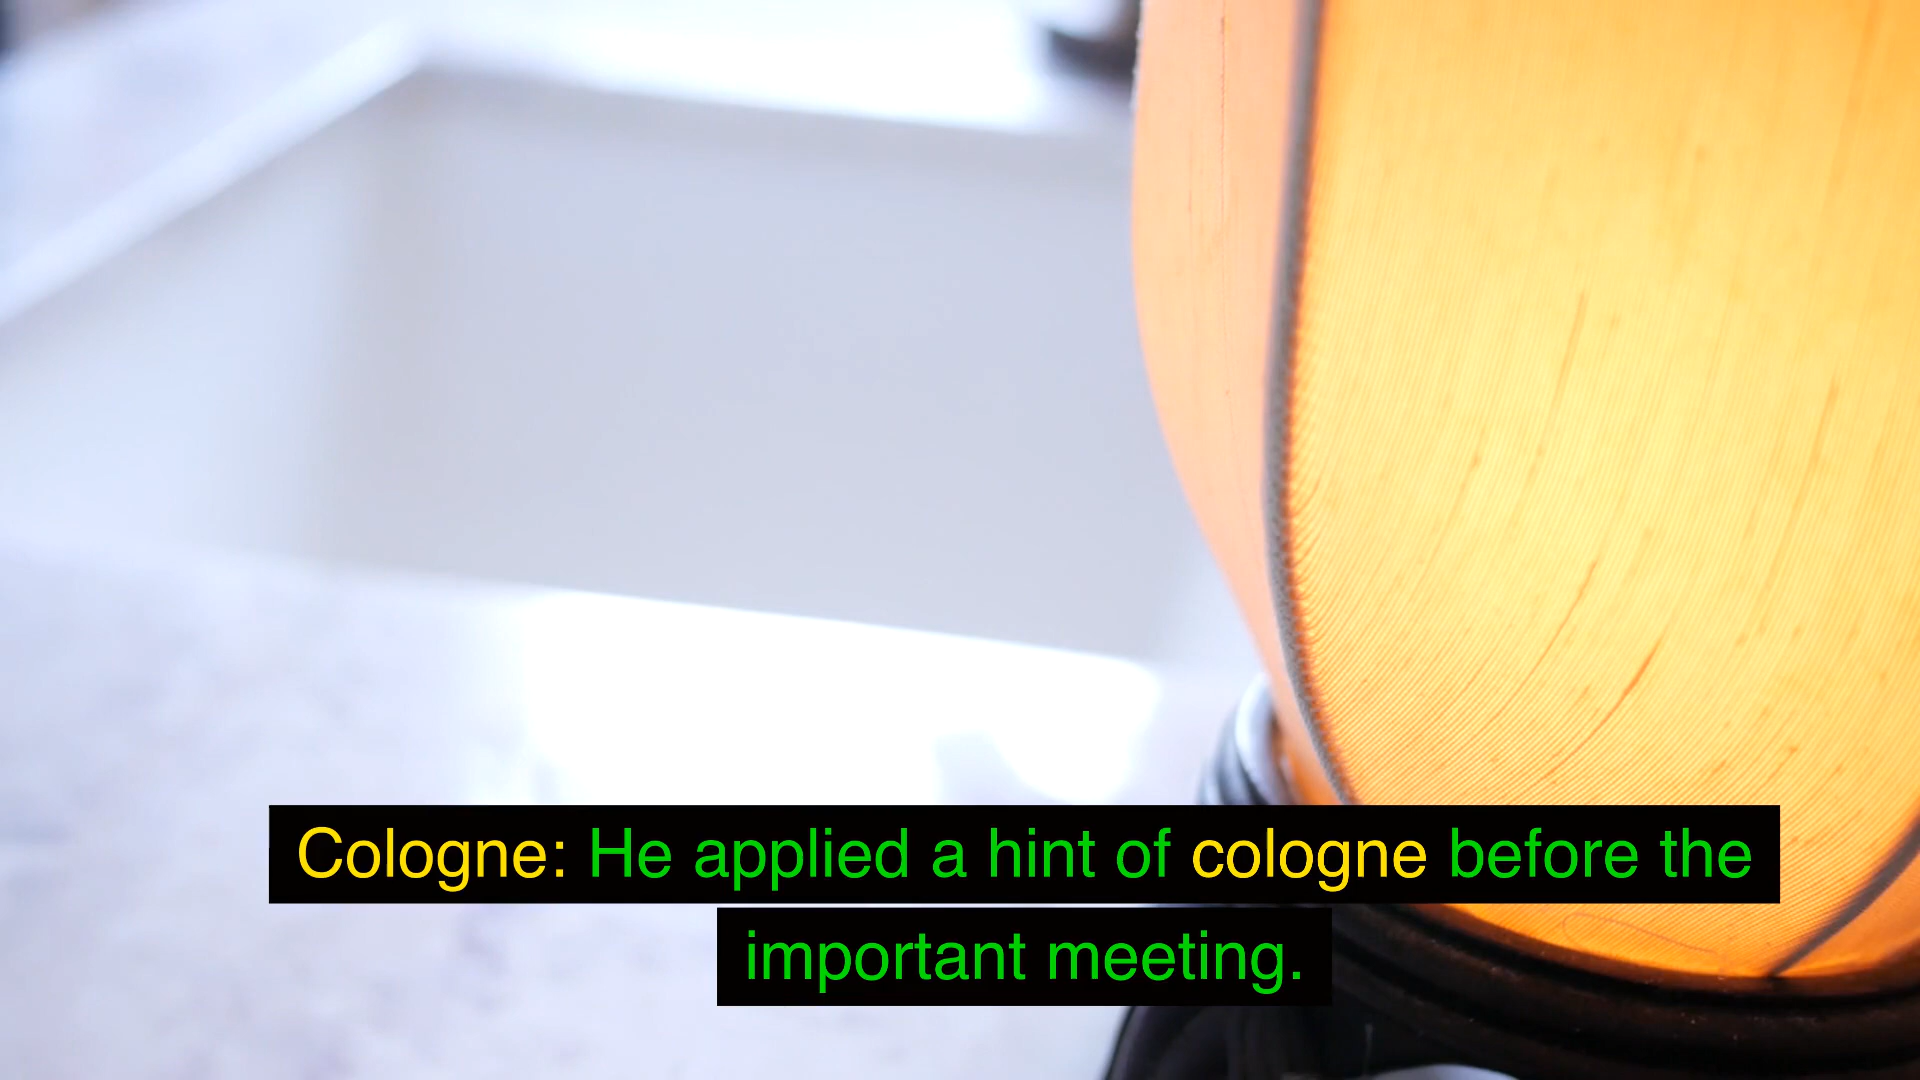 Cologne: He applied a hint of cologne before the
important meeting.